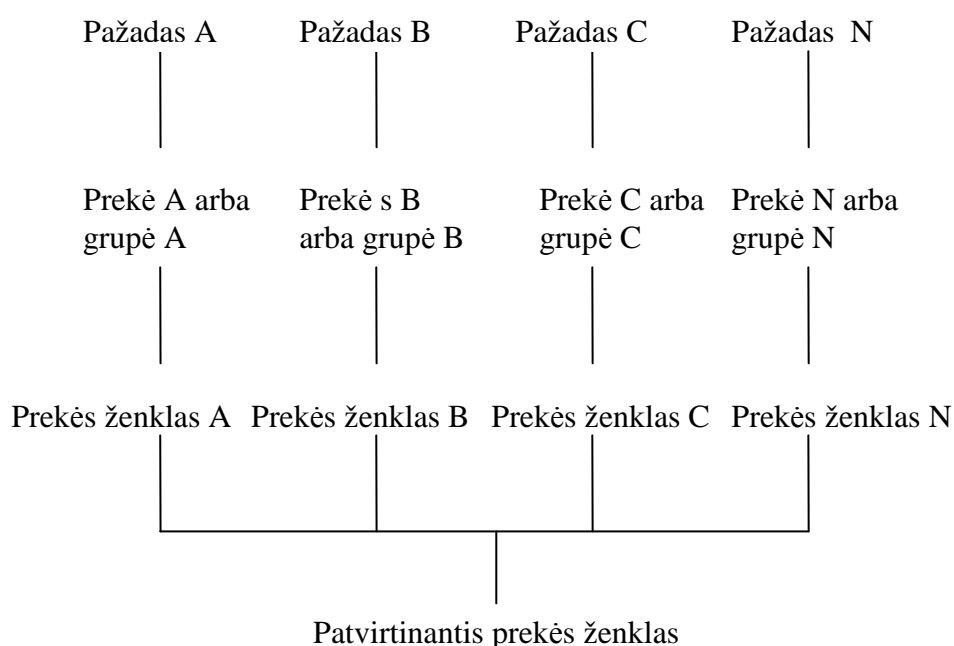 Pažadas A Pažadas B Pažadas C Pažadas N
Prekė A arba Prekė s B Prekė C arba Prekė N arba
grupė A arba grupė B grupė C grupė N
Prekės ženklas A Prekės ženklas B Prekės ženklas C Prekės ženklas N
Patvirtinantis prekės ženklas